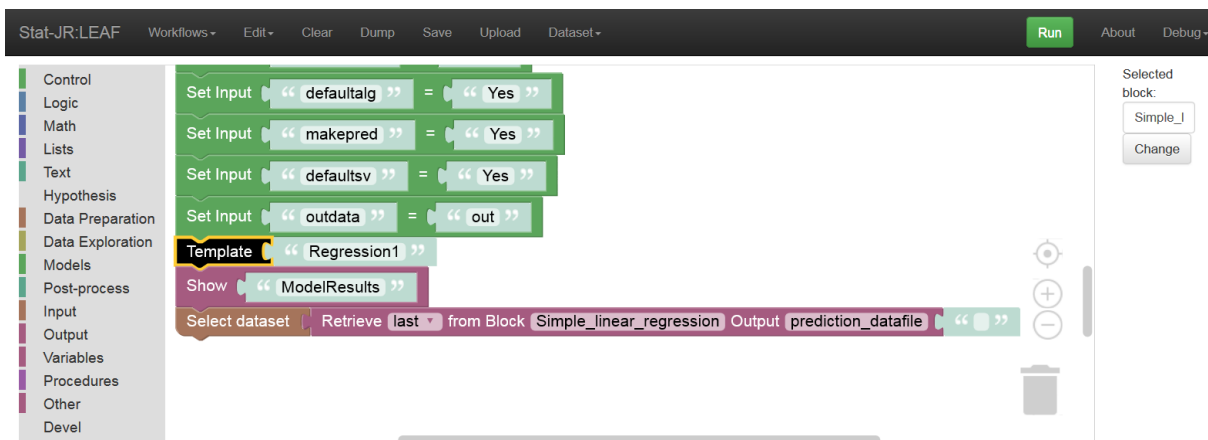 Stat-JR:LEAF Workflows Edit Clear Dump Save Upload Dataset Run About Debug
Control
Logic
Math
Lists
Text
Hypothesis
Data Preparation
Data Exploration
Models
Post-process
Input
Output
Variables
Procedures
Other
Devel
Set Input “ defaultalg ” = “ Yes ”
Set Input “ makepred ” = “ Yes ”
Set Input “ defaultsv ” = “ Yes ”
Set Input “ outdata ” = “ out ”
Template “ Regression1 ”
Show “ ModelResults ”
Select dataset Retrieve last from Block Simple_linear_regression Output prediction_datafile “ ”
Selected
block:
Simple_l
Change